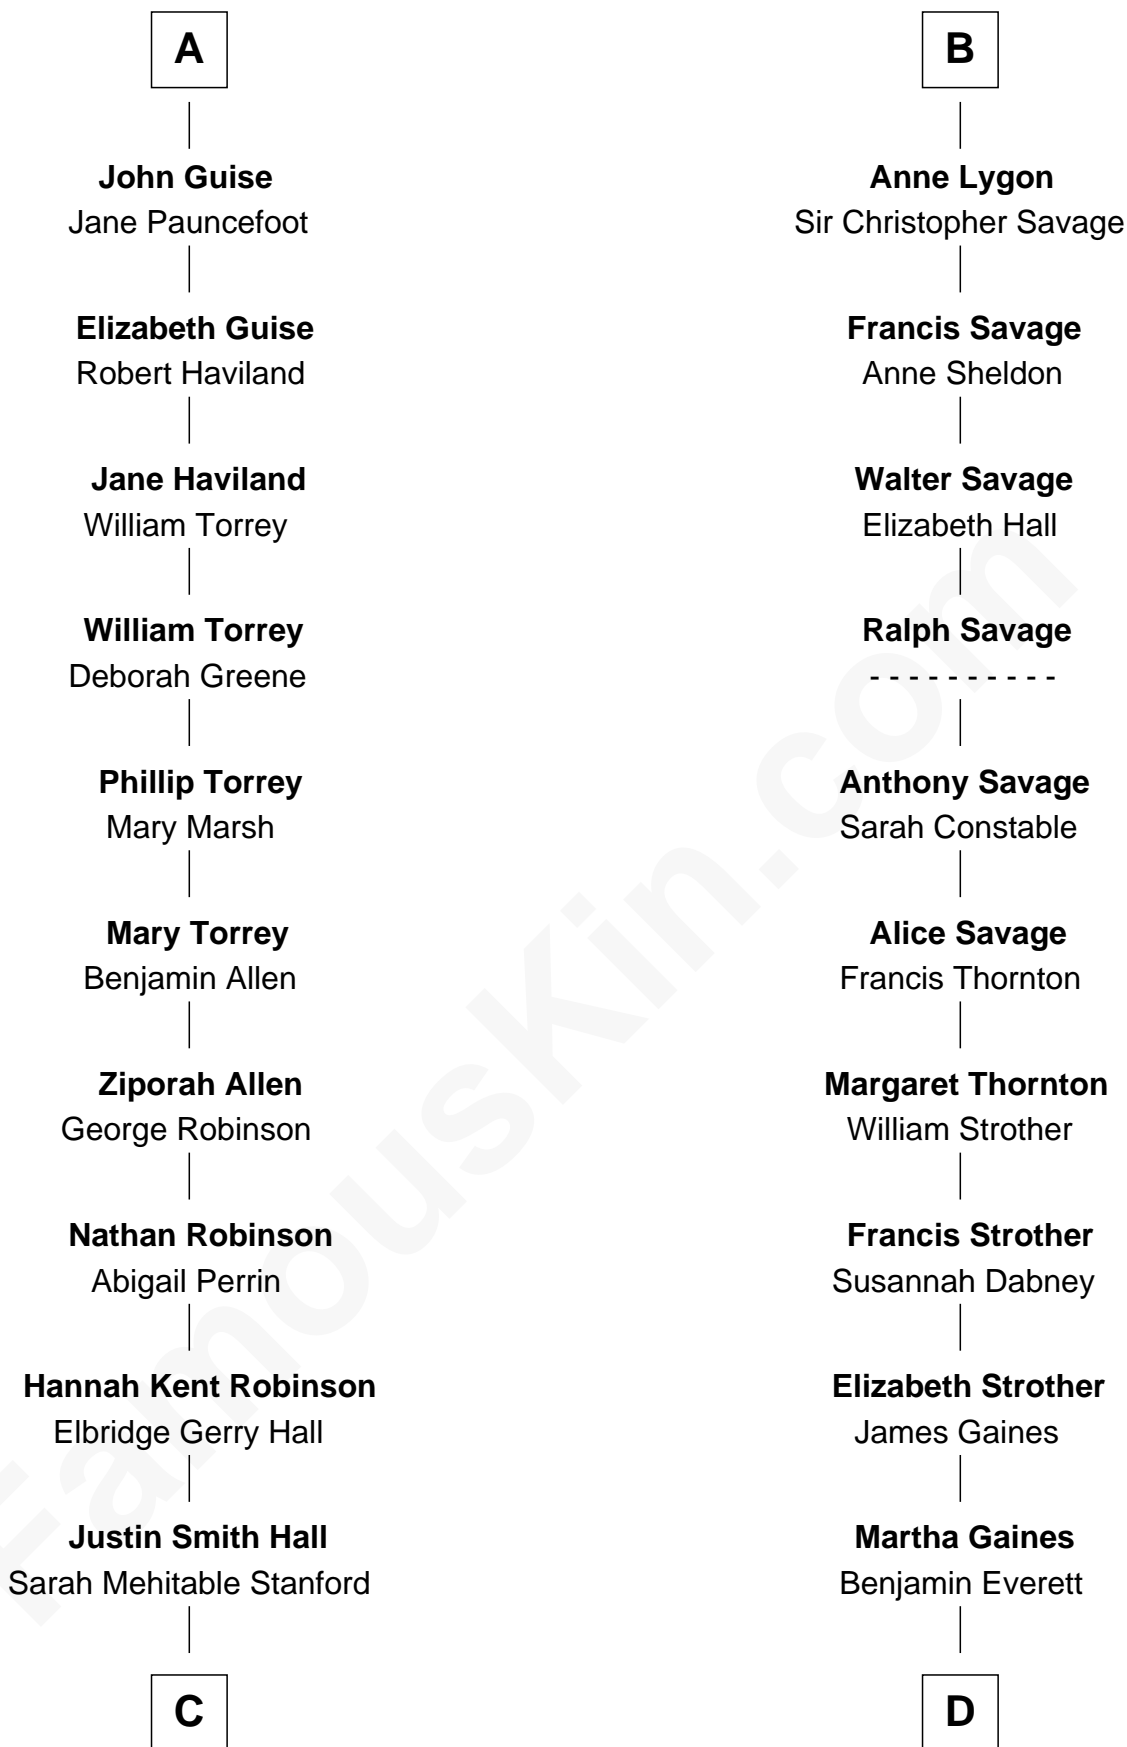 A
John Guise
Jane Pauncefoot
Elizabeth Guise
Robert Haviland
Jane Haviland
William Torrey
William Torrey
Deborah Greene
Phillip Torrey
Mary Marsh
Mary Torrey
Benjamin Allen
Ziporah Allen
George Robinson
Nathan Robinson
Abigail Perrin
Hannah Kent Robinson
Elbridge Gerry Hall
Justin Smith Hall
Sarah Mehitable Stanford
C
B
Anne Lygon
Sir Christopher Savage
Francis Savage
Anne Sheldon
Walter Savage
Elizabeth Hall
Ralph Savage
- - - - - - - - - -
Anthony Savage
Sarah Constable
Alice Savage
Francis Thornton
Margaret Thornton
William Strother
Francis Strother
Susannah Dabney
Elizabeth Strother
James Gaines
Martha Gaines
Benjamin Everett
D
FamousKin.com